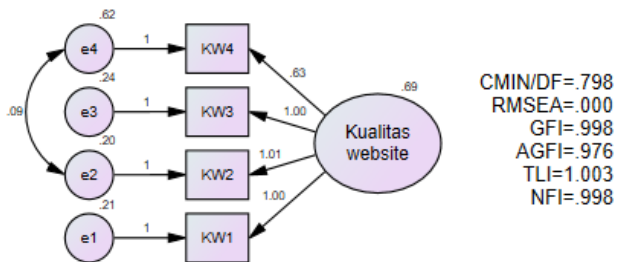 .62
e4
1
KW4
.63
.24
.69
e3
1
KW3
1.00
.09
Kualitas
website
.20
e2
1
KW2
1.01
.21
1.00
e1
1
KW1
CMIN/DF=.798
RMSEA=.000
GFI=.998
AGFI=.976
TLI=1.003
NFI=.998